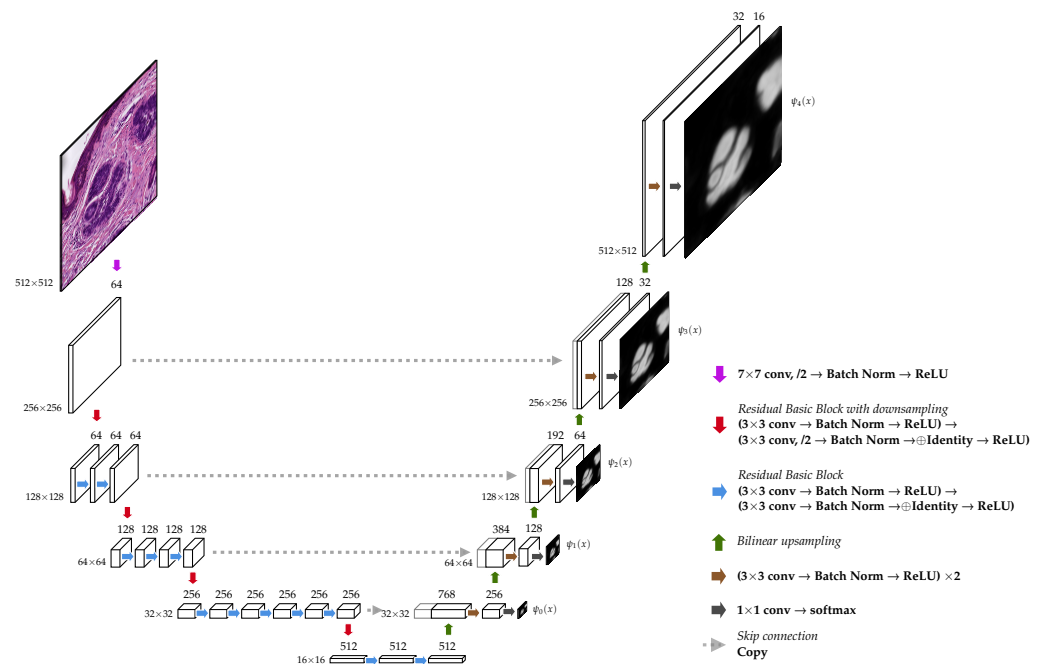 32 16
ψ₄(x)
512×512
64
512×512
128 32
ψ₃(x)
256×256
256×256
7×7 conv, /2 → Batch Norm → ReLU
Residual Basic Block with downsampling
(3×3 conv → Batch Norm → ReLU) →
(3×3 conv, /2 → Batch Norm →⊕Identity → ReLU)
64 64 64
192 64
ψ₂(x)
128×128
128×128
Residual Basic Block
(3×3 conv → Batch Norm → ReLU) →
(3×3 conv → Batch Norm →⊕Identity → ReLU)
128 128 128 128
384 128
ψ₁(x)
64×64
64×64
Bilinear upsampling
(3×3 conv → Batch Norm → ReLU) ×2
256 256 256 256 256 256
768 256
ψ₀(x)
32×32
32×32
1×1 conv → softmax
512 512 512
16×16
Skip connection
Copy